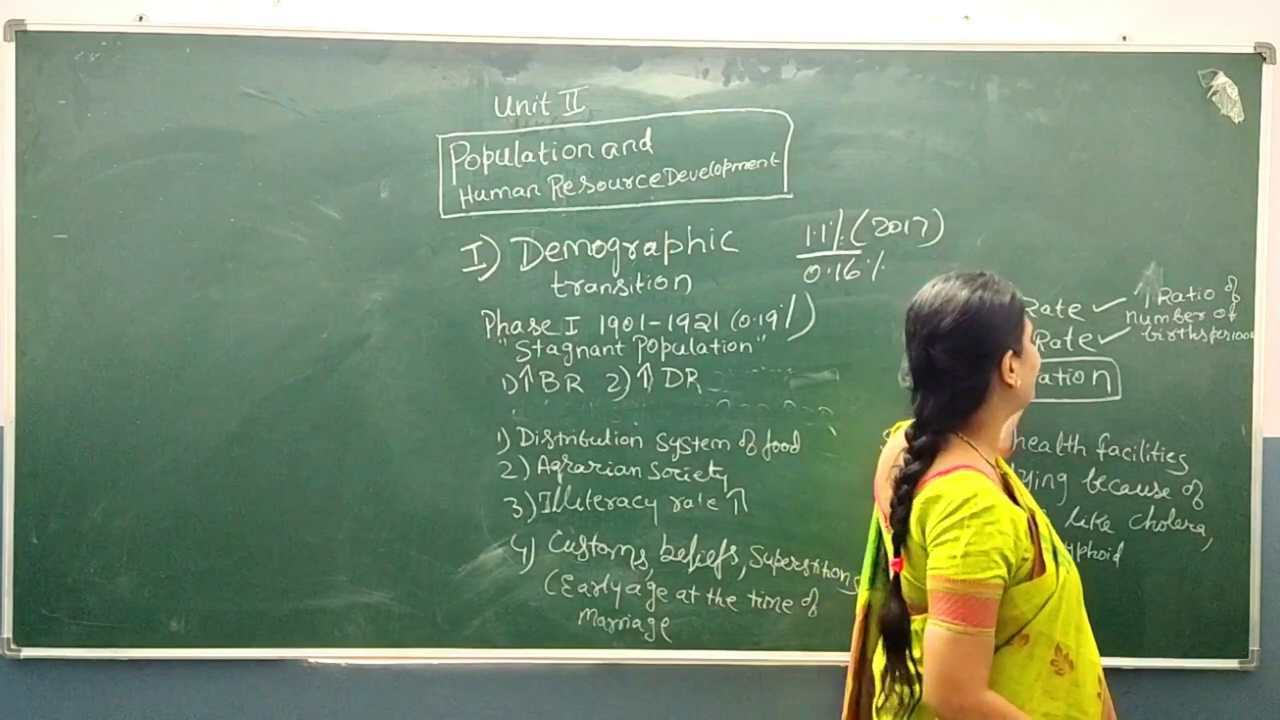 Unit II
Population and
Human Resource Development
I) Demographic
transition
1.1% (2017)
0.16%
Phase I 1901-1921 (0.19%)
"Stagnant Population"
1) ↑ BR 2) ↑ DR
1) Distribution system of food
2) Agrarian Society
3) Illiteracy rate ↑
4) Customs, beliefs, Superstitions
(Early age at the time of
Marriage
Rate ✓ Ratio of
number of
Rate ✓ births per 1000
ation
health facilities
ying because of
like cholera,
yphoid